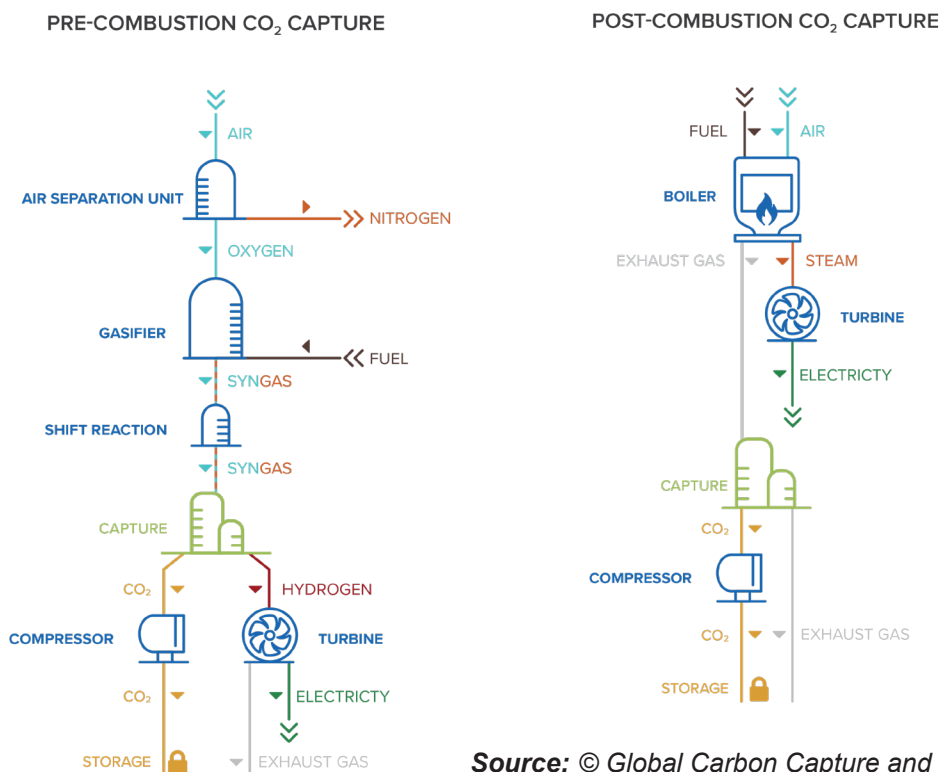 PRE-COMBUSTION CO₂ CAPTURE
AIR
AIR SEPARATION UNIT
NITROGEN
OXYGEN
GASIFIER
FUEL
SYNGAS
SHIFT REACTION
SYNGAS
CAPTURE
CO₂
HYDROGEN
COMPRESSOR
TURBINE
CO₂
ELECTRICTY
STORAGE
EXHAUST GAS
POST-COMBUSTION CO₂ CAPTURE
FUEL
AIR
BOILER
EXHAUST GAS
STEAM
TURBINE
ELECTRICTY
CAPTURE
CO₂
COMPRESSOR
CO₂
EXHAUST GAS
STORAGE
Source: © Global Carbon Capture and